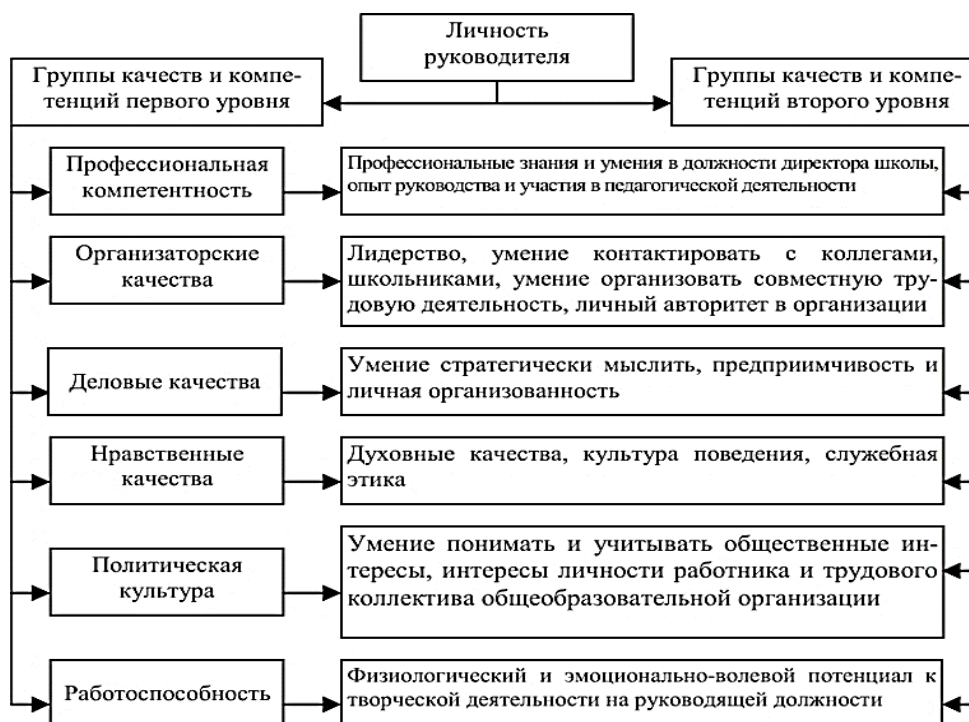 Личность
руководителя
Группы качеств и компе-
тенций первого уровня
Группы качеств и компе-
тенций второго уровня
Профессиональная
компетентность
Профессиональные знания и умения в должности директора школы,
опыт руководства и участия в педагогической деятельности
Организаторские
качества
Лидерство, умение контактировать с коллегами,
школьниками, умение организовать совместную тру-
довую деятельность, личный авторитет в организации
Деловые качества
Умение стратегически мыслить, предприимчивость и
личная организованность
Нравственные
качества
Духовные качества, культура поведения, служебная
этика
Политическая
культура
Умение понимать и учитывать общественные ин-
тересы, интересы личности работника и трудового
коллектива общеобразовательной организации
Работоспособность
Физиологический и эмоционально-волевой потенциал к
творческой деятельности на руководящей должности